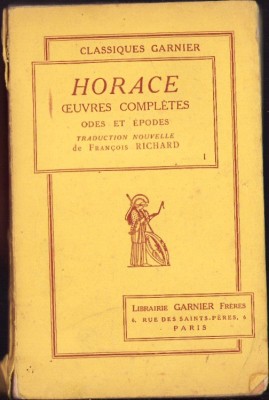 CLASSIQUES GARNIER
HORACE
ŒUVRES COMPLÈTES
ODES ET EPODES
TRADUCTION NOUVELLE
de FRANÇOIS RICHARD
I
LIBRAIRIE GARNIER FRÈRES
6, RUE DES SAINTS-PÈRES, 6
PARIS